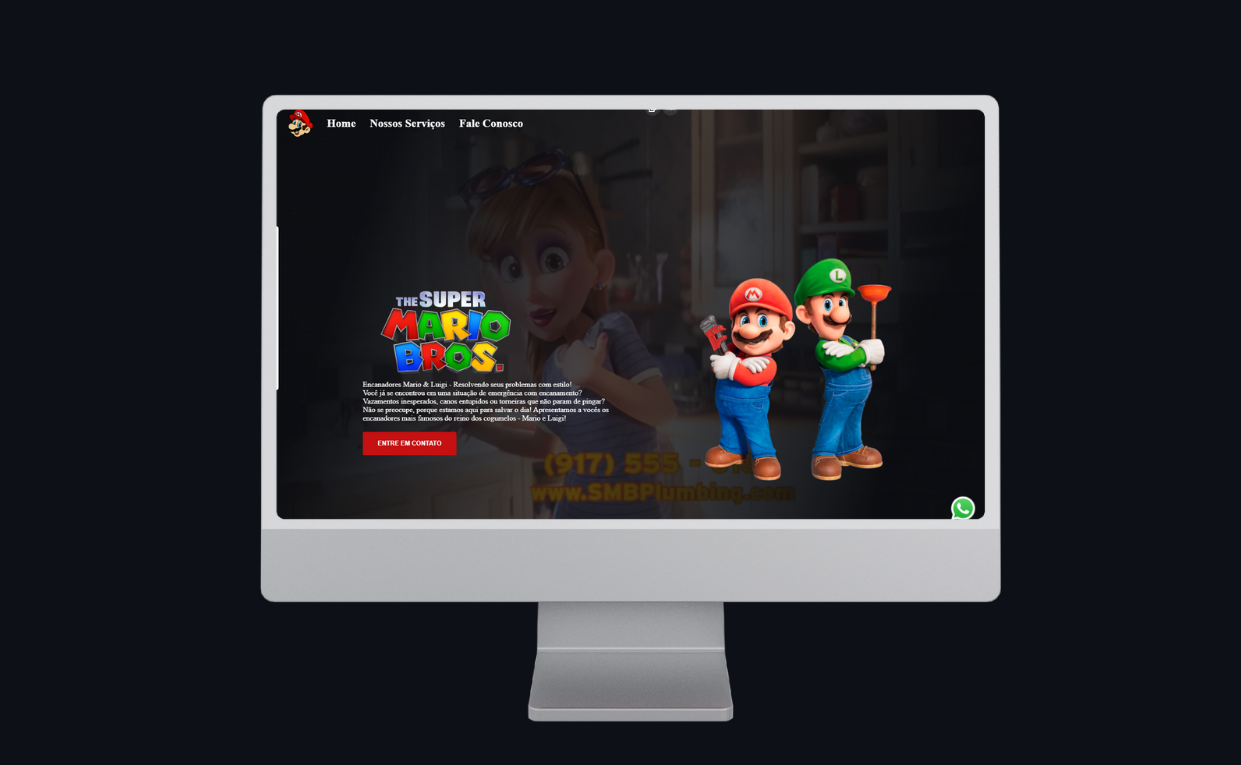 Home Nossos Serviços Fale Conosco
THE SUPER
MARIO
BROS.
Encanadores Mario & Luigi - Resolvendo seus problemas com estilo!
Você já se encontrou em uma situação de emergência com encanamento?
Vazamentos inesperados, canos entupidos ou torneiras que não param de pingar?
Não se preocupe, porque estamos aqui para salvar o dia! Apresentamos a vocês os
encanadores mais famosos do reino dos cogumelos - Mario e Luigi!
ENTRE EM CONTATO
M
L
(917) 555 -
www.SMBPlumbing.com